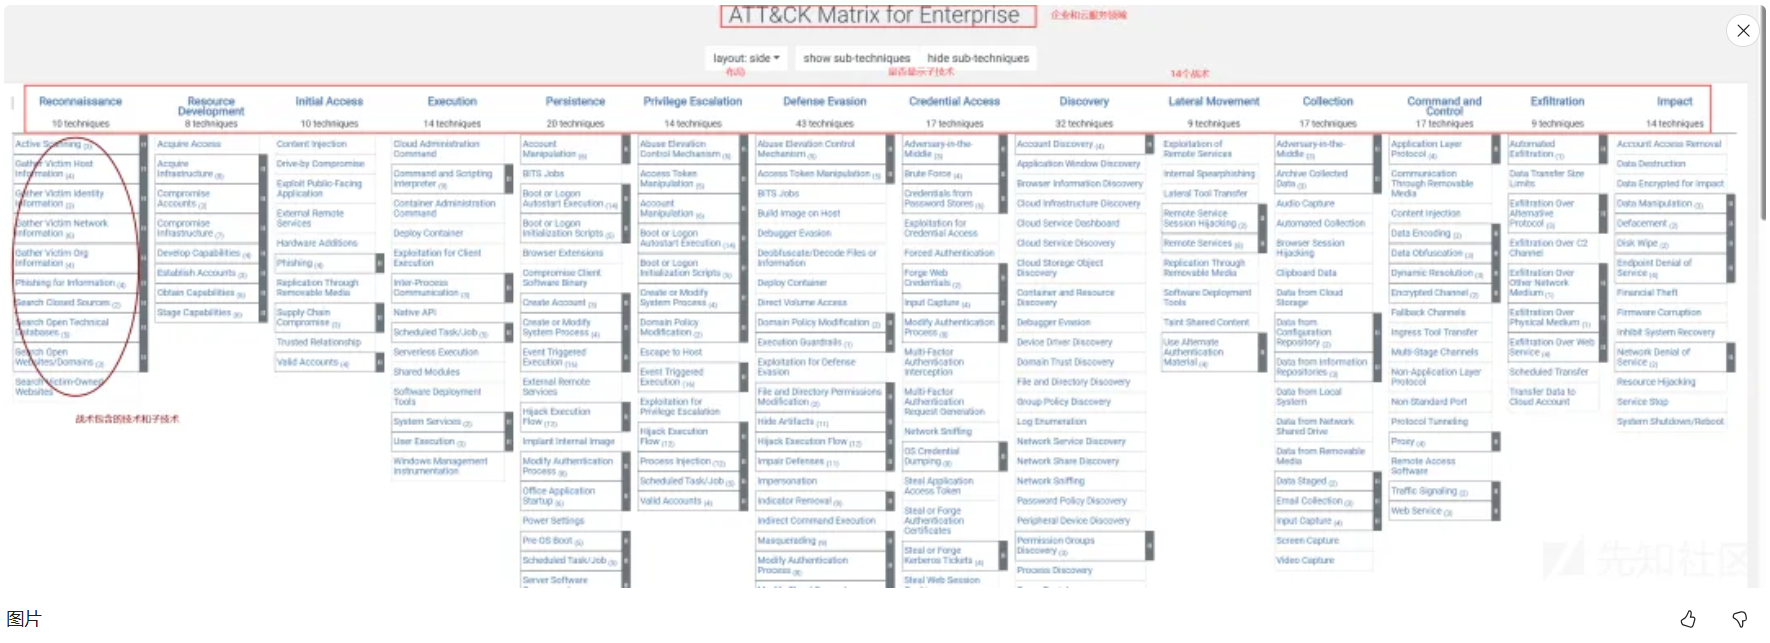 ATT&CK Matrix for Enterprise
企业和云服务领域
layout: side
show sub-techniques
hide sub-techniques
布局
是否显示子技术
14个战术
Reconnaissance
10 techniques
Active Scanning (3)
Gather Victim Host
Information (4)
Gather Victim Identity
Information (3)
Gather Victim Network
Information (6)
Gather Victim Org
Information (4)
Phishing for Information (4)
Search Closed Sources (2)
Search Open Technical
Databases (5)
Search Open
Websites/Domains (3)
Search Victim-Owned
Websites
战术包含的技术和子技术
Resource
Development
8 techniques
Acquire Access
Acquire
Infrastructure (8)
Compromise
Accounts (3)
Compromise
Infrastructure (7)
Develop Capabilities (4)
Establish Accounts (3)
Obtain Capabilities (6)
Stage Capabilities (6)
Initial Access
10 techniques
Content Injection
Drive-by Compromise
Exploit Public-Facing
Application
External Remote
Services
Hardware Additions
Phishing (4)
Replication Through
Removable Media
Supply Chain
Compromise (3)
Trusted Relationship
Valid Accounts (4)
Execution
14 techniques
Cloud Administration
Command
Command and Scripting
Interpreter (9)
Container Administration
Command
Deploy Container
Exploitation for Client
Execution
Inter-Process
Communication (3)
Native API
Scheduled Task/Job (5)
Serverless Execution
Shared Modules
Software Deployment
Tools
System Services (2)
User Execution (3)
Windows Management
Instrumentation
Persistence
20 techniques
Account
Manipulation (6)
BITS Jobs
Boot or Logon
Autostart Execution (14)
Boot or Logon
Initialization Scripts (5)
Browser Extensions
Compromise Client
Software Binary
Create Account (3)
Create or Modify
System Process (4)
Event Triggered
Execution (16)
External Remote
Services
Hijack Execution
Flow (12)
Implant Internal Image
Modify Authentication
Process (8)
Office Application
Startup (6)
Power Settings
Pre-OS Boot (5)
Scheduled Task/Job (5)
Server Software
Privilege Escalation
14 techniques
Abuse Elevation
Control Mechanism (5)
Access Token
Manipulation (5)
Account
Manipulation (6)
Boot or Logon
Autostart Execution (14)
Boot or Logon
Initialization Scripts (5)
Create or Modify
System Process (4)
Domain Policy
Modification (2)
Escape to Host
Event Triggered
Execution (16)
Exploitation for
Privilege Escalation
Hijack Execution
Flow (12)
Process Injection (12)
Scheduled Task/Job (5)
Valid Accounts (4)
Defense Evasion
43 techniques
Abuse Elevation Control
Mechanism (5)
Access Token Manipulation (5)
BITS Jobs
Build Image on Host
Debugger Evasion
Deobfuscate/Decode Files or
Information
Deploy Container
Direct Volume Access
Domain Policy Modification (2)
Execution Guardrails (1)
Exploitation for Defense
Evasion
File and Directory Permissions
Modification (2)
Hide Artifacts (11)
Hijack Execution Flow (12)
Impair Defenses (11)
Impersonation
Indicator Removal (9)
Indirect Command Execution
Masquerading (9)
Modify Authentication
Process (8)
Credential Access
17 techniques
Adversary-in-the-
Middle (3)
Brute Force (4)
Credentials from
Password Stores (6)
Exploitation for
Credential Access
Forced Authentication
Forge Web
Credentials (2)
Input Capture (4)
Modify Authentication
Process (8)
Multi-Factor
Authentication
Interception
Multi-Factor
Authentication
Request Generation
Network Sniffing
OS Credential
Dumping (8)
Steal Application
Access Token
Steal or Forge
Authentication
Certificates
Steal or Forge
Kerberos Tickets (4)
Steal Web Session
Discovery
32 techniques
Account Discovery (4)
Application Window Discovery
Browser Information Discovery
Cloud Infrastructure Discovery
Cloud Service Dashboard
Cloud Service Discovery
Cloud Storage Object
Discovery
Container and Resource
Discovery
Debugger Evasion
Device Driver Discovery
Domain Trust Discovery
File and Directory Discovery
Group Policy Discovery
Log Enumeration
Network Service Discovery
Network Share Discovery
Network Sniffing
Password Policy Discovery
Peripheral Device Discovery
Permission Groups
Discovery (3)
Process Discovery
Lateral Movement
9 techniques
Exploitation of
Remote Services
Internal Spearphishing
Lateral Tool Transfer
Remote Service
Session Hijacking (2)
Remote Services (8)
Replication Through
Removable Media
Software Deployment
Tools
Taint Shared Content
Use Alternate
Authentication
Material (4)
Collection
17 techniques
Adversary-in-the-
Middle (3)
Archive Collected
Data (3)
Audio Capture
Automated Collection
Browser Session
Hijacking
Clipboard Data
Data from Cloud
Storage
Data from
Configuration
Repository (2)
Data from Information
Repositories (3)
Data from Local
System
Data from Network
Shared Drive
Data from Removable
Media
Data Staged (2)
Email Collection (3)
Input Capture (4)
Screen Capture
Video Capture
Command and
Control
17 techniques
Application Layer
Protocol (4)
Communication
Through Removable
Media
Content Injection
Data Encoding (2)
Data Obfuscation (3)
Dynamic Resolution (3)
Encrypted Channel (2)
Fallback Channels
Ingress Tool Transfer
Multi-Stage Channels
Non-Application Layer
Protocol
Non-Standard Port
Protocol Tunneling
Proxy (4)
Remote Access
Software
Traffic Signaling (2)
Web Service (3)
Exfiltration
9 techniques
Automated
Exfiltration (1)
Data Transfer Size
Limits
Exfiltration Over
Alternative
Protocol (3)
Exfiltration Over C2
Channel
Exfiltration Over
Other Network
Medium (1)
Exfiltration Over
Physical Medium (1)
Exfiltration Over Web
Service (4)
Scheduled Transfer
Transfer Data to
Cloud Account
Impact
14 techniques
Account Access Removal
Data Destruction
Data Encrypted for Impact
Data Manipulation (3)
Defacement (2)
Disk Wipe (2)
Endpoint Denial of
Service (4)
Financial Theft
Firmware Corruption
Inhibit System Recovery
Network Denial of
Service (2)
Resource Hijacking
Service Stop
System Shutdown/Reboot
先知社区
图片